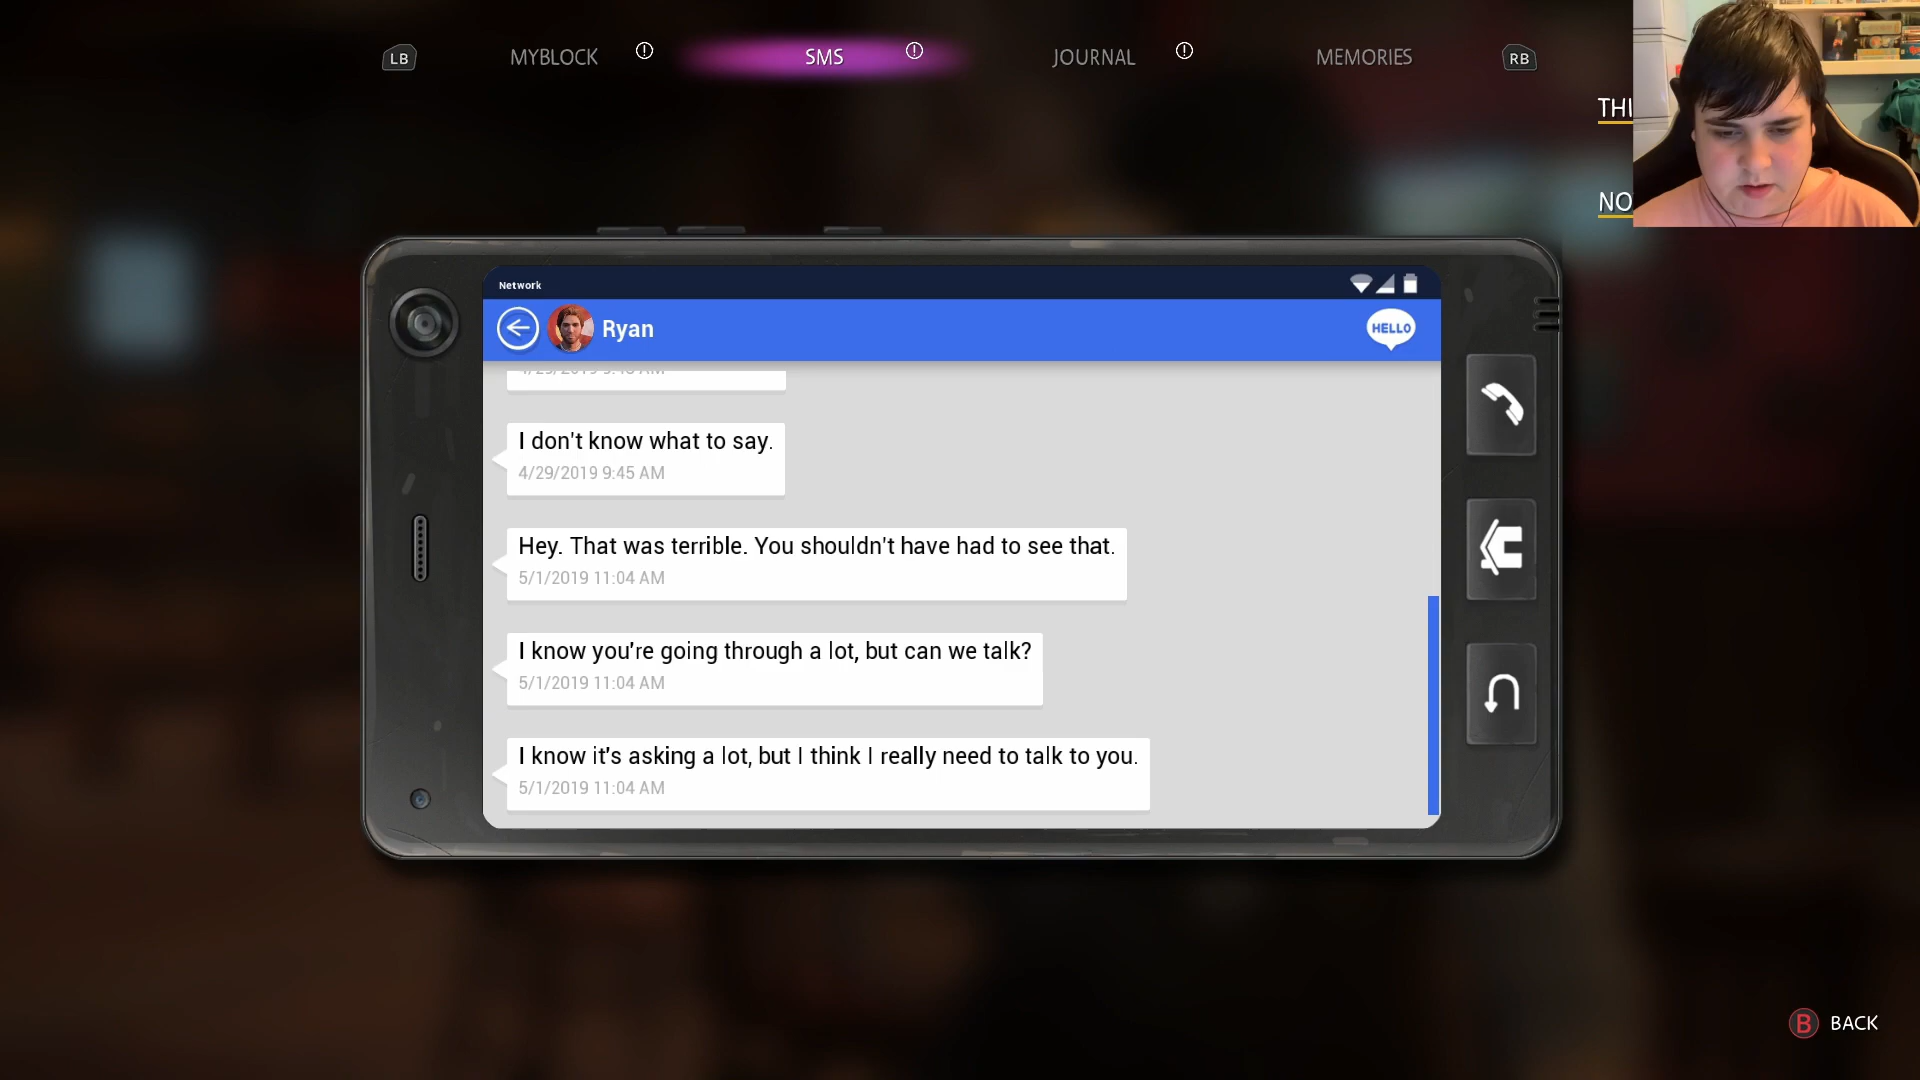 LB
MYBLOCK
SMS
JOURNAL
MEMORIES
RB
Network
Ryan
HELLO
I don't know what to say.
4/29/2019 9:45 AM
Hey. That was terrible. You shouldn't have had to see that.
5/1/2019 11:04 AM
I know you're going through a lot, but can we talk?
5/1/2019 11:04 AM
I know it's asking a lot, but I think I really need to talk to you.
5/1/2019 11:04 AM
B BACK